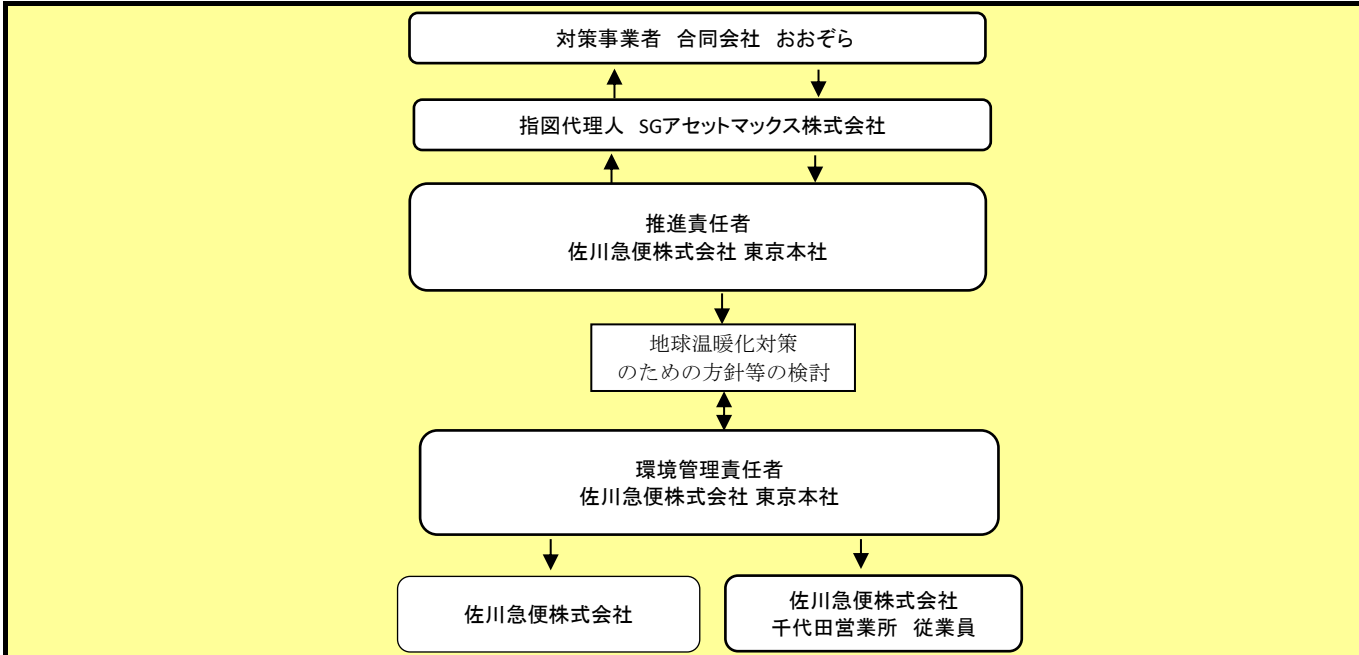 対策事業者　合同会社　おおぞら
指図代理人　SGアセットマックス株式会社
推進責任者
佐川急便株式会社 東京本社
地球温暖化対策
のための方針等の検討
環境管理責任者
佐川急便株式会社 東京本社
佐川急便株式会社
佐川急便株式会社
千代田営業所　従業員